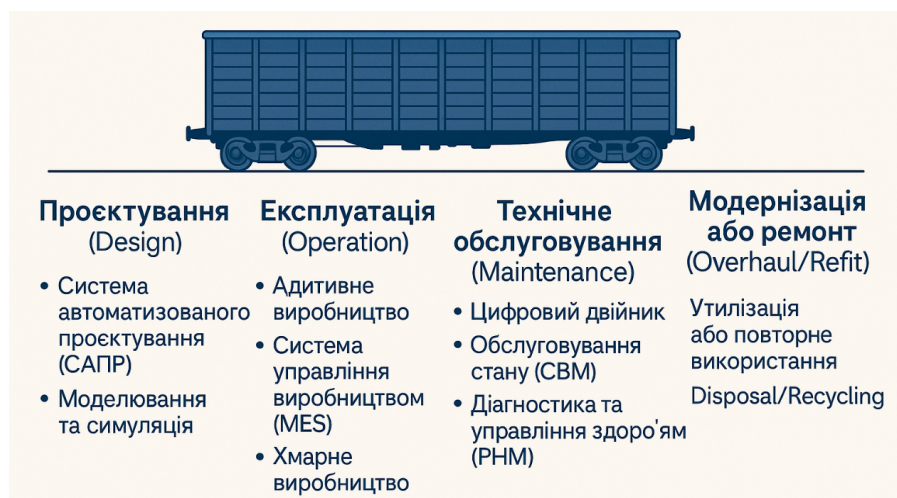 Проєктування
(Design)
• Система
автоматизованого
проєктування
(САПР)
• Моделювання
та симуляція
Експлуатація
(Operation)
• Адитивне
виробництво
• Система
управління
виробництвом
(MES)
• Хмарне
виробництво
Технічне
обслуговування
(Maintenance)
• Цифровий двійник
• Обслуговування
стану (CBM)
• Діагностика та
управління здоро'ям
(PHM)
Модернізація
або ремонт
(Overhaul/Refit)
Утилізація
або повторне
використання
Disposal/Recycling